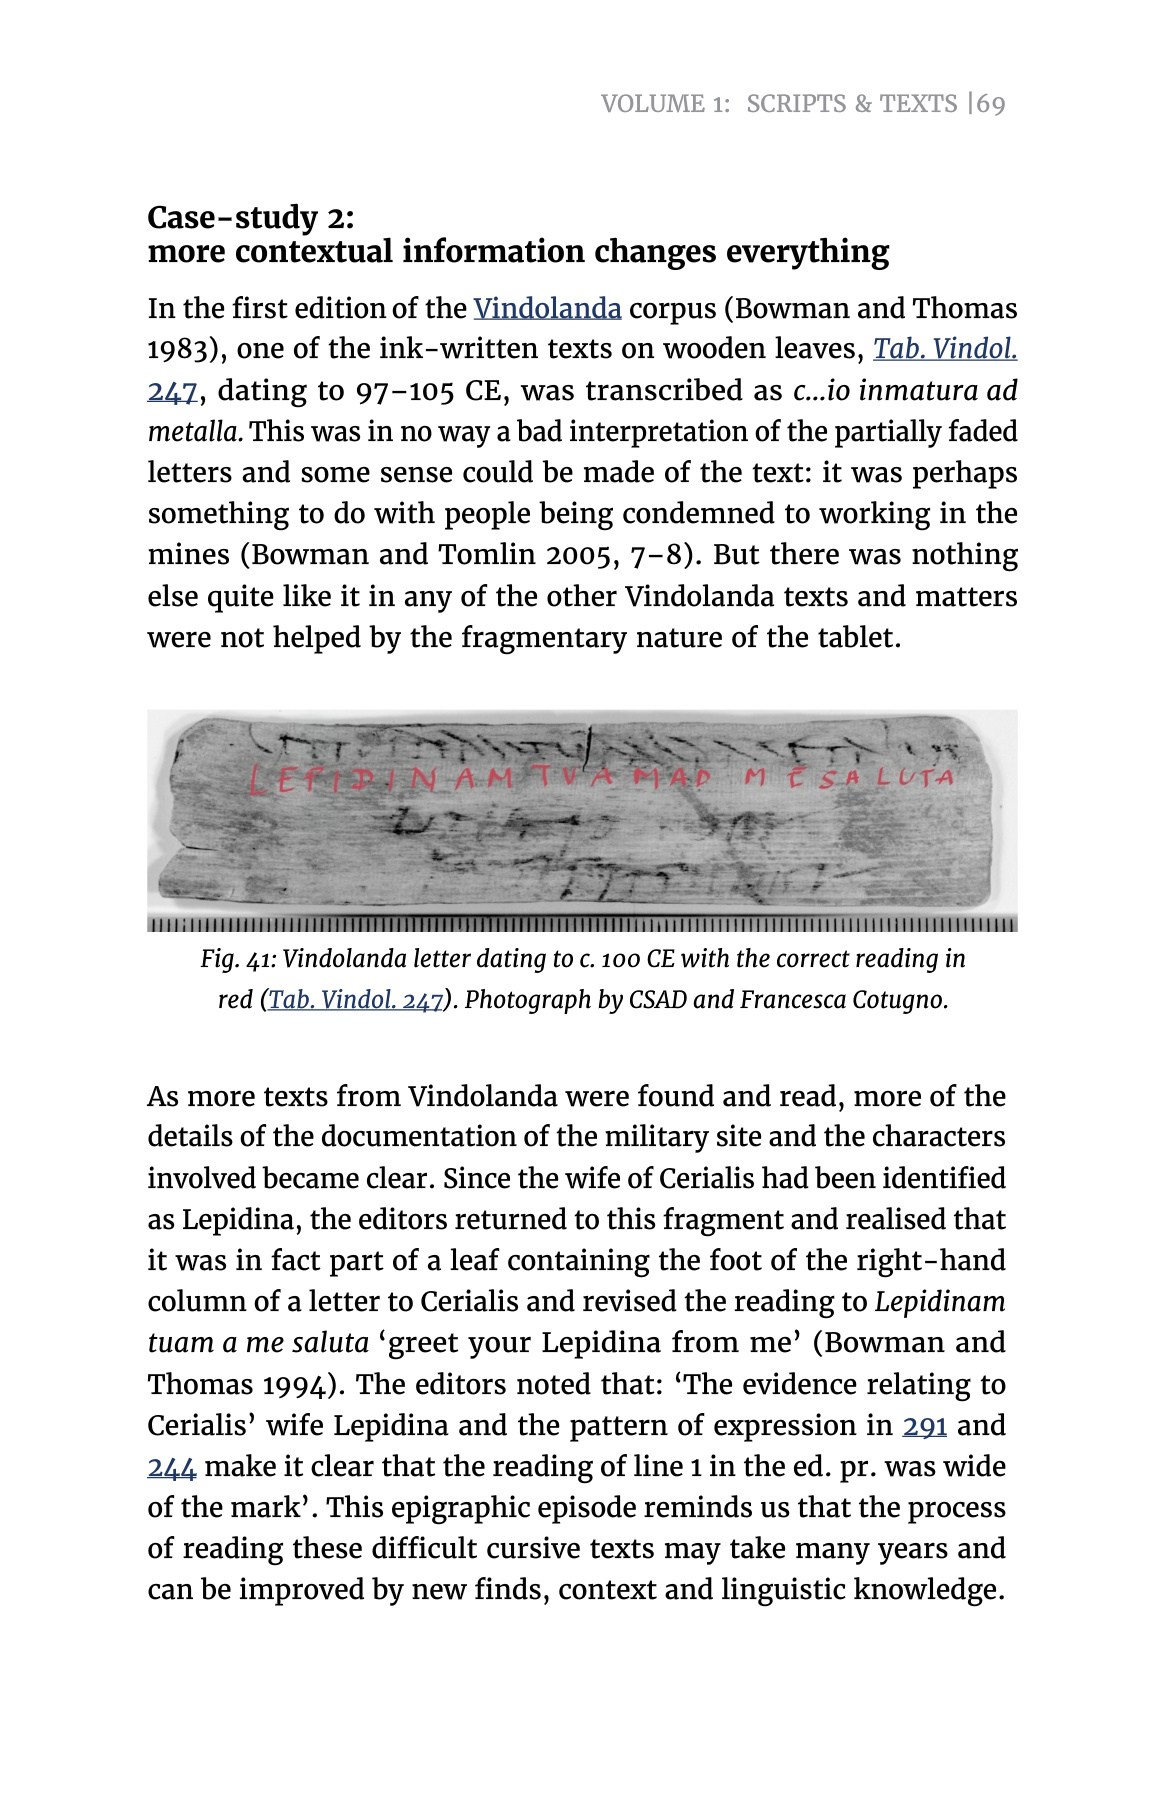 VOLUME 1: SCRIPTS & TEXTS |69
Case-study 2:
more contextual information changes everything
In the first edition of the Vindolanda corpus (Bowman and Thomas
1983), one of the ink-written texts on wooden leaves, Tab. Vindol.
247, dating to 97–105 CE, was transcribed as c...io inmatura ad
metalla. This was in no way a bad interpretation of the partially faded
letters and some sense could be made of the text: it was perhaps
something to do with people being condemned to working in the
mines (Bowman and Tomlin 2005, 7–8). But there was nothing
else quite like it in any of the other Vindolanda texts and matters
were not helped by the fragmentary nature of the tablet.
LEPIDINAM TVAMAD MESALUTA
Fig. 41: Vindolanda letter dating to c. 100 CE with the correct reading in
red (Tab. Vindol. 247). Photograph by CSAD and Francesca Cotugno.
As more texts from Vindolanda were found and read, more of the
details of the documentation of the military site and the characters
involved became clear. Since the wife of Cerialis had been identified
as Lepidina, the editors returned to this fragment and realised that
it was in fact part of a leaf containing the foot of the right-hand
column of a letter to Cerialis and revised the reading to Lepidinam
tuam a me saluta ‘greet your Lepidina from me’ (Bowman and
Thomas 1994). The editors noted that: ‘The evidence relating to
Cerialis’ wife Lepidina and the pattern of expression in 291 and
244 make it clear that the reading of line 1 in the ed. pr. was wide
of the mark’. This epigraphic episode reminds us that the process
of reading these difficult cursive texts may take many years and
can be improved by new finds, context and linguistic knowledge.